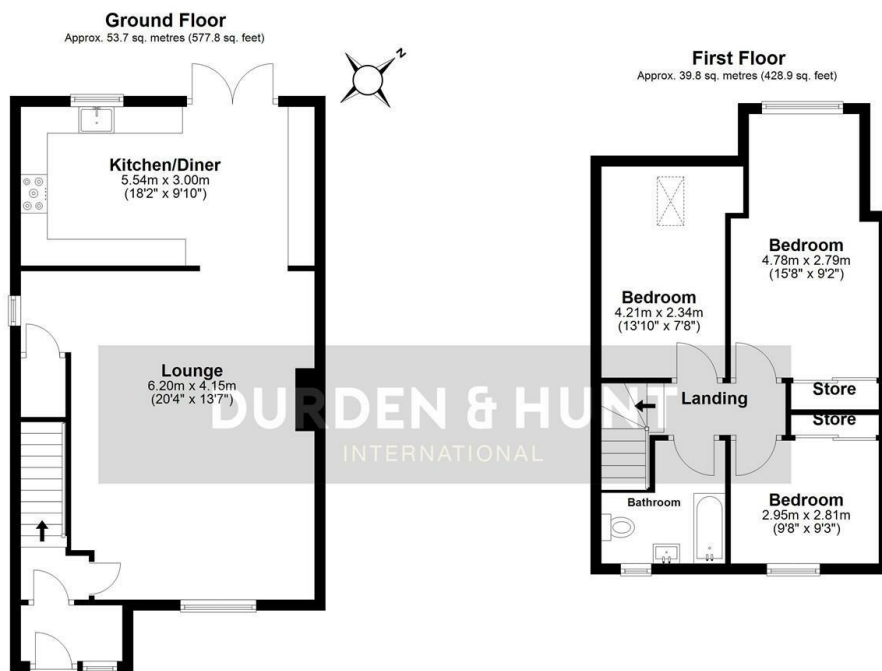 Ground Floor
Approx. 53.7 sq. metres (577.8 sq. feet)
N
Kitchen/Diner
5.54m x 3.00m
(18'2" x 9'10")
Lounge
6.20m x 4.15m
(20'4" x 13'7")
First Floor
Approx. 39.8 sq. metres (428.9 sq. feet)
Bedroom
4.78m x 2.79m
(15'8" x 9'2")
Bedroom
4.21m x 2.34m
(13'10" x 7'8")
Store
Landing
Store
Bathroom
Bedroom
2.95m x 2.81m
(9'8" x 9'3")
DURDEN & HUNT
INTERNATIONAL